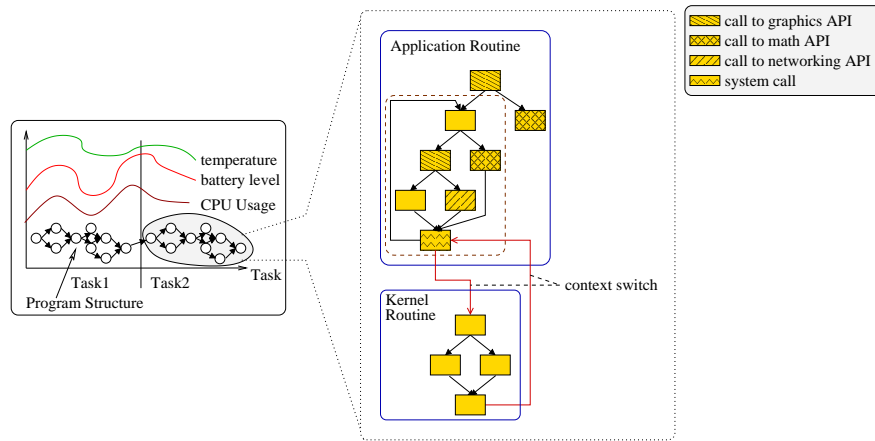 call to graphics API
call to math API
call to networking API
system call
Application Routine
temperature
battery level
CPU Usage
Task
Task1
Task2
Program Structure
context switch
Kernel
Routine